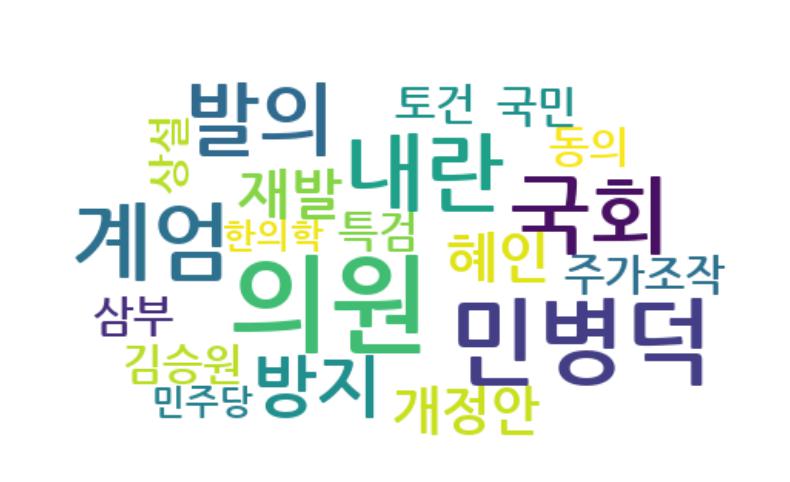 토건 국민
발의
상설
내란
동의
재발
국회
계엄
한의학
특검
혜인
의원
주가조작
삼부
민병덕
김승원
방지
민주당
개정안